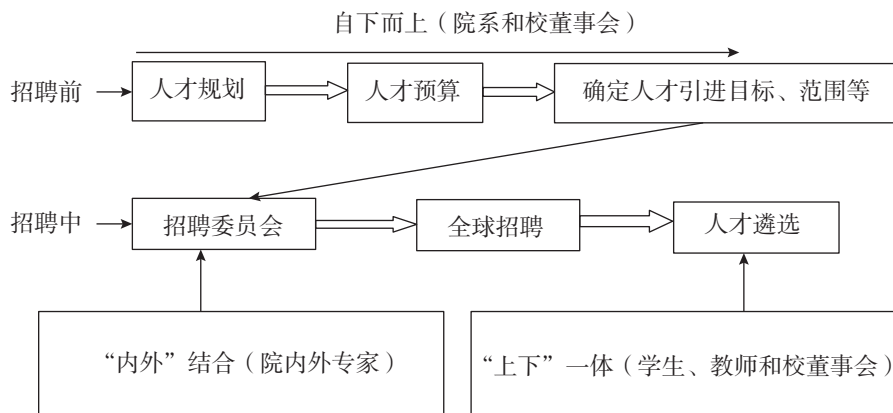 自下而上（院系和校董事会）
招聘前
人才规划
人才预算
确定人才引进目标、范围等
招聘中
招聘委员会
全球招聘
人才遴选
“内外”结合（院内外专家）
“上下”一体（学生、教师和校董事会）